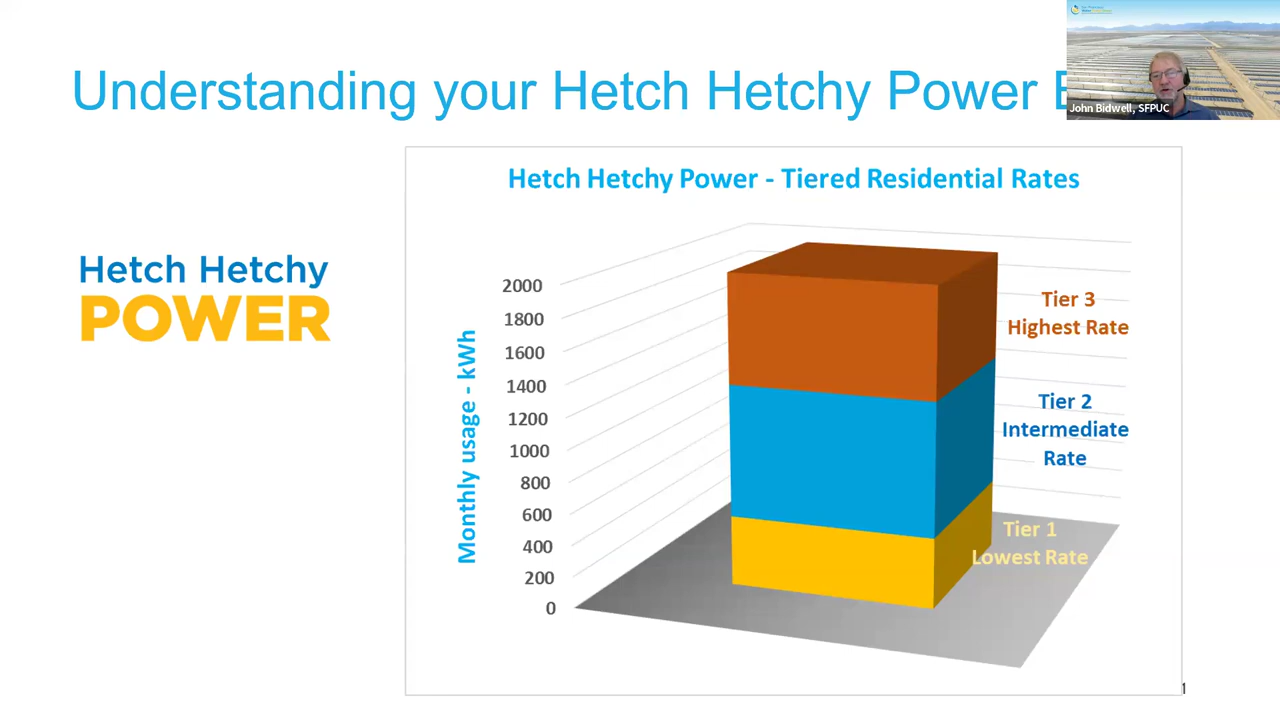 Understanding your Hetch Hetchy Power
John Bidwell, SFPUC
Hetch Hetchy
POWER
Hetch Hetchy Power - Tiered Residential Rates
Monthly usage - kWh
2000
1800
1600
1400
1200
1000
800
600
400
200
0
Tier 3
Highest Rate
Tier 2
Intermediate
Rate
Tier 1
Lowest Rate
1